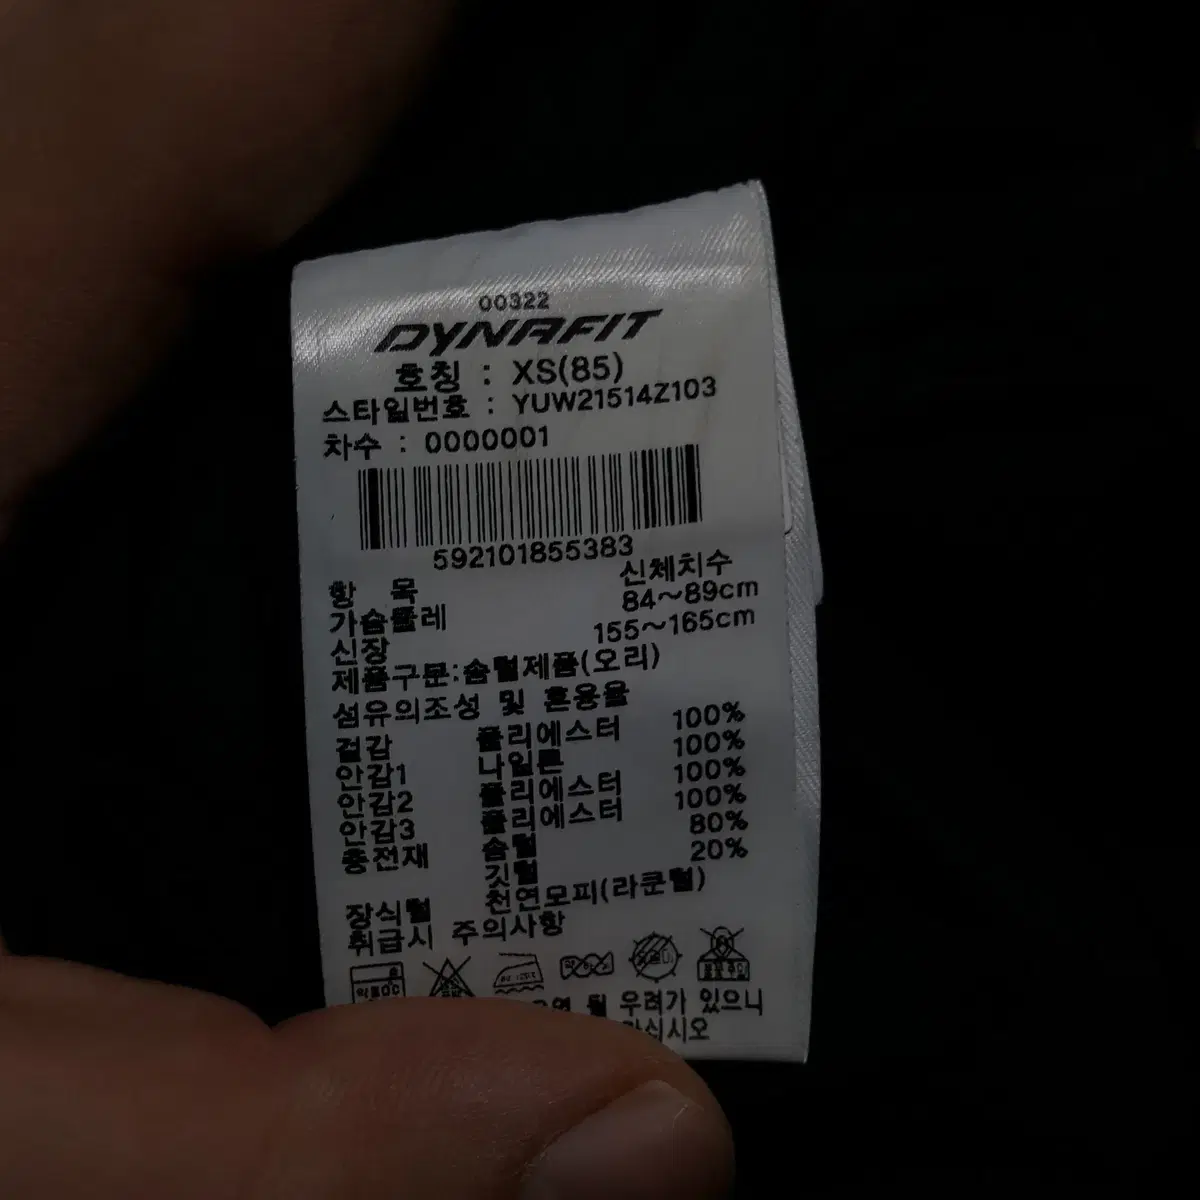 00322
DYNAFIT
호칭 : XS(85)
스타일번호 : YUW21514Z103
차수 : 0000001
592101855383
항 목 신체치수
가슴둘레 84~89cm
신장 155~165cm
제품구분:솜털제품(오리)
섬유의조성 및 혼용율
겉감 폴리에스터 100%
안감1 나일론 100%
안감2 폴리에스터 100%
안감3 폴리에스터 100%
충전재 솜털 80%
깃털 20%
장식털 천연모피(라쿤털)
취급시 주의사항
될 우려가 있으니
십시오